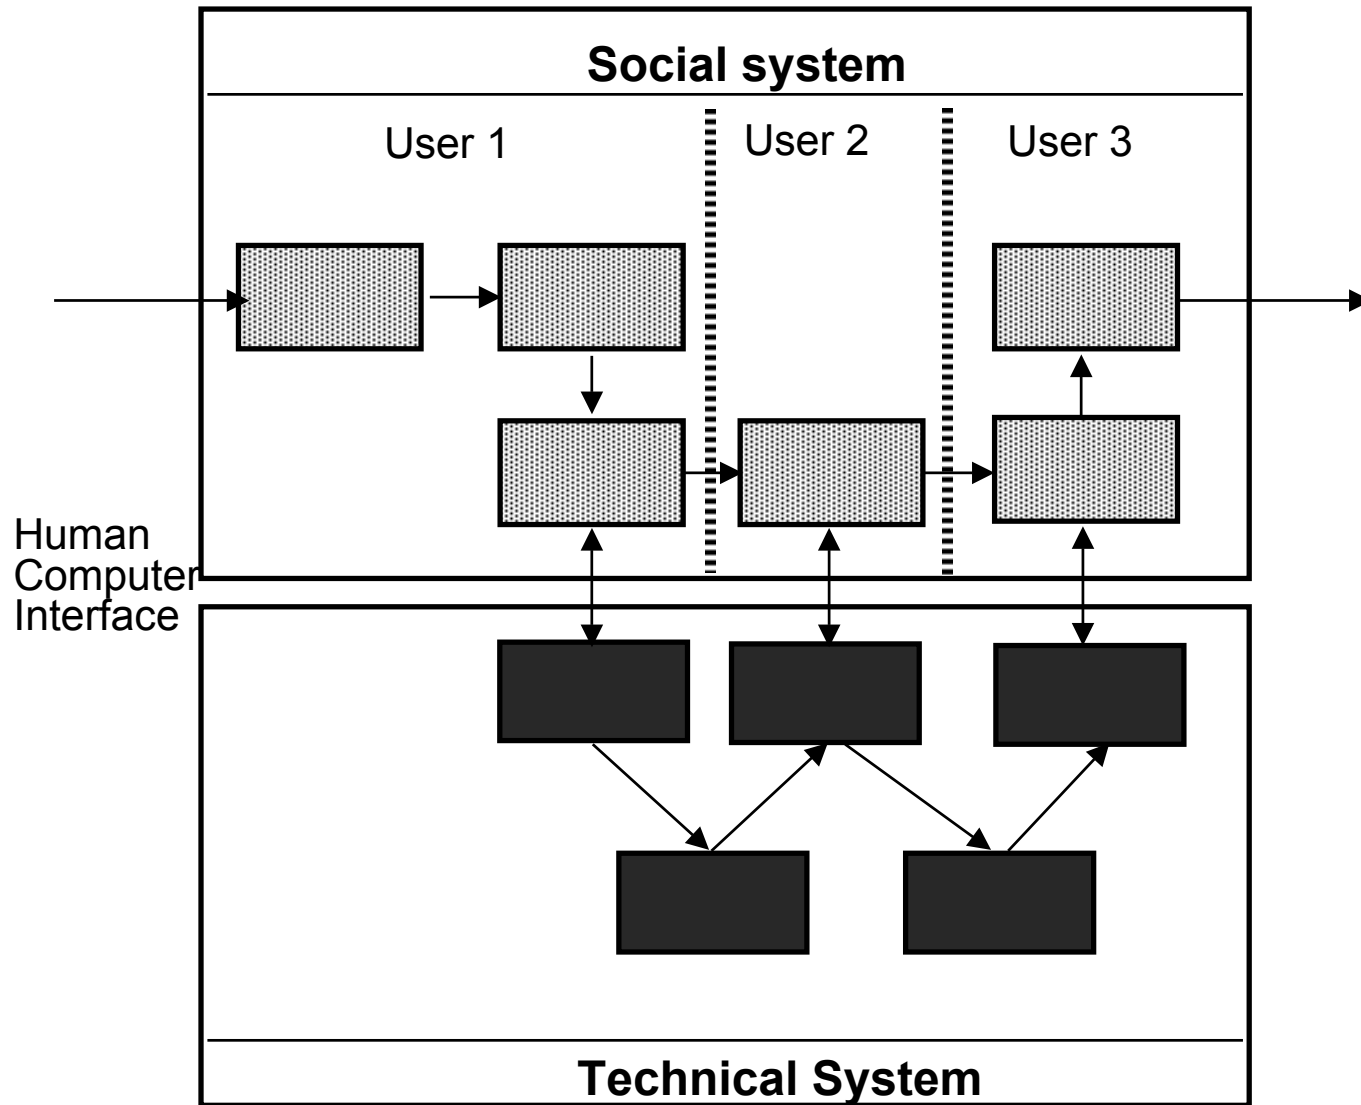 Social system
User 1
User 2
User 3
Human
Computer
Interface
Technical System